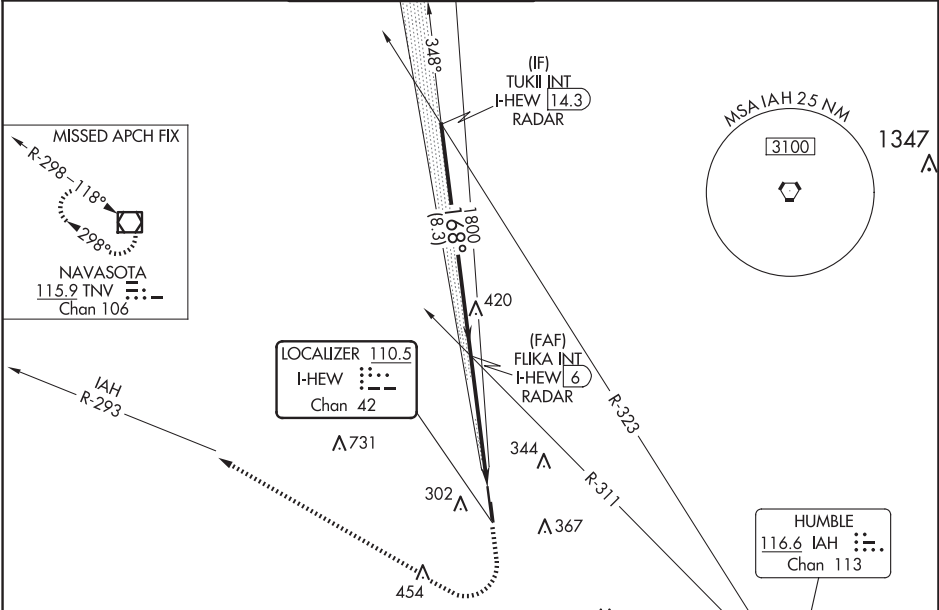 348°
(IF)
TUKII INT
I-HEW 14.3
RADAR
MSA IAH 25 NM
3100
1347
MISSED APCH FIX
R-298
118°
298°
NAVASOTA
115.9 TNV
Chan 106
1800
168°
(8.3)
420
(FAF)
FLIKA INT
I-HEW 6
RADAR
LOCALIZER 110.5
I-HEW
Chan 42
IAH
R-293
731
R-323
344
R-311
302
367
HUMBLE
116.6 IAH
Chan 113
454